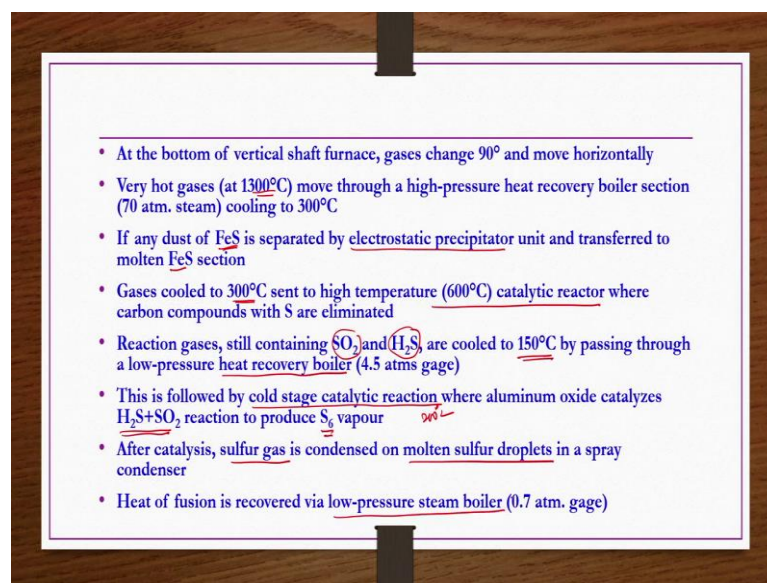 • At the bottom of vertical shaft furnace, gases change 90° and move horizontally
• Very hot gases (at 1300°C) move through a high-pressure heat recovery boiler section
(70 atm. steam) cooling to 300°C
• If any dust of FeS is separated by electrostatic precipitator unit and transferred to
molten FeS section
• Gases cooled to 300°C sent to high temperature (600°C) catalytic reactor where
carbon compounds with S are eliminated
• Reaction gases, still containing SO₂ and H₂S, are cooled to 150°C by passing through
a low-pressure heat recovery boiler (4.5 atms gage)
• This is followed by cold stage catalytic reaction where aluminum oxide catalyzes
H₂S+SO₂ reaction to produce S₆ vapour
• After catalysis, sulfur gas is condensed on molten sulfur droplets in a spray
condenser
• Heat of fusion is recovered via low-pressure steam boiler (0.7 atm. gage)